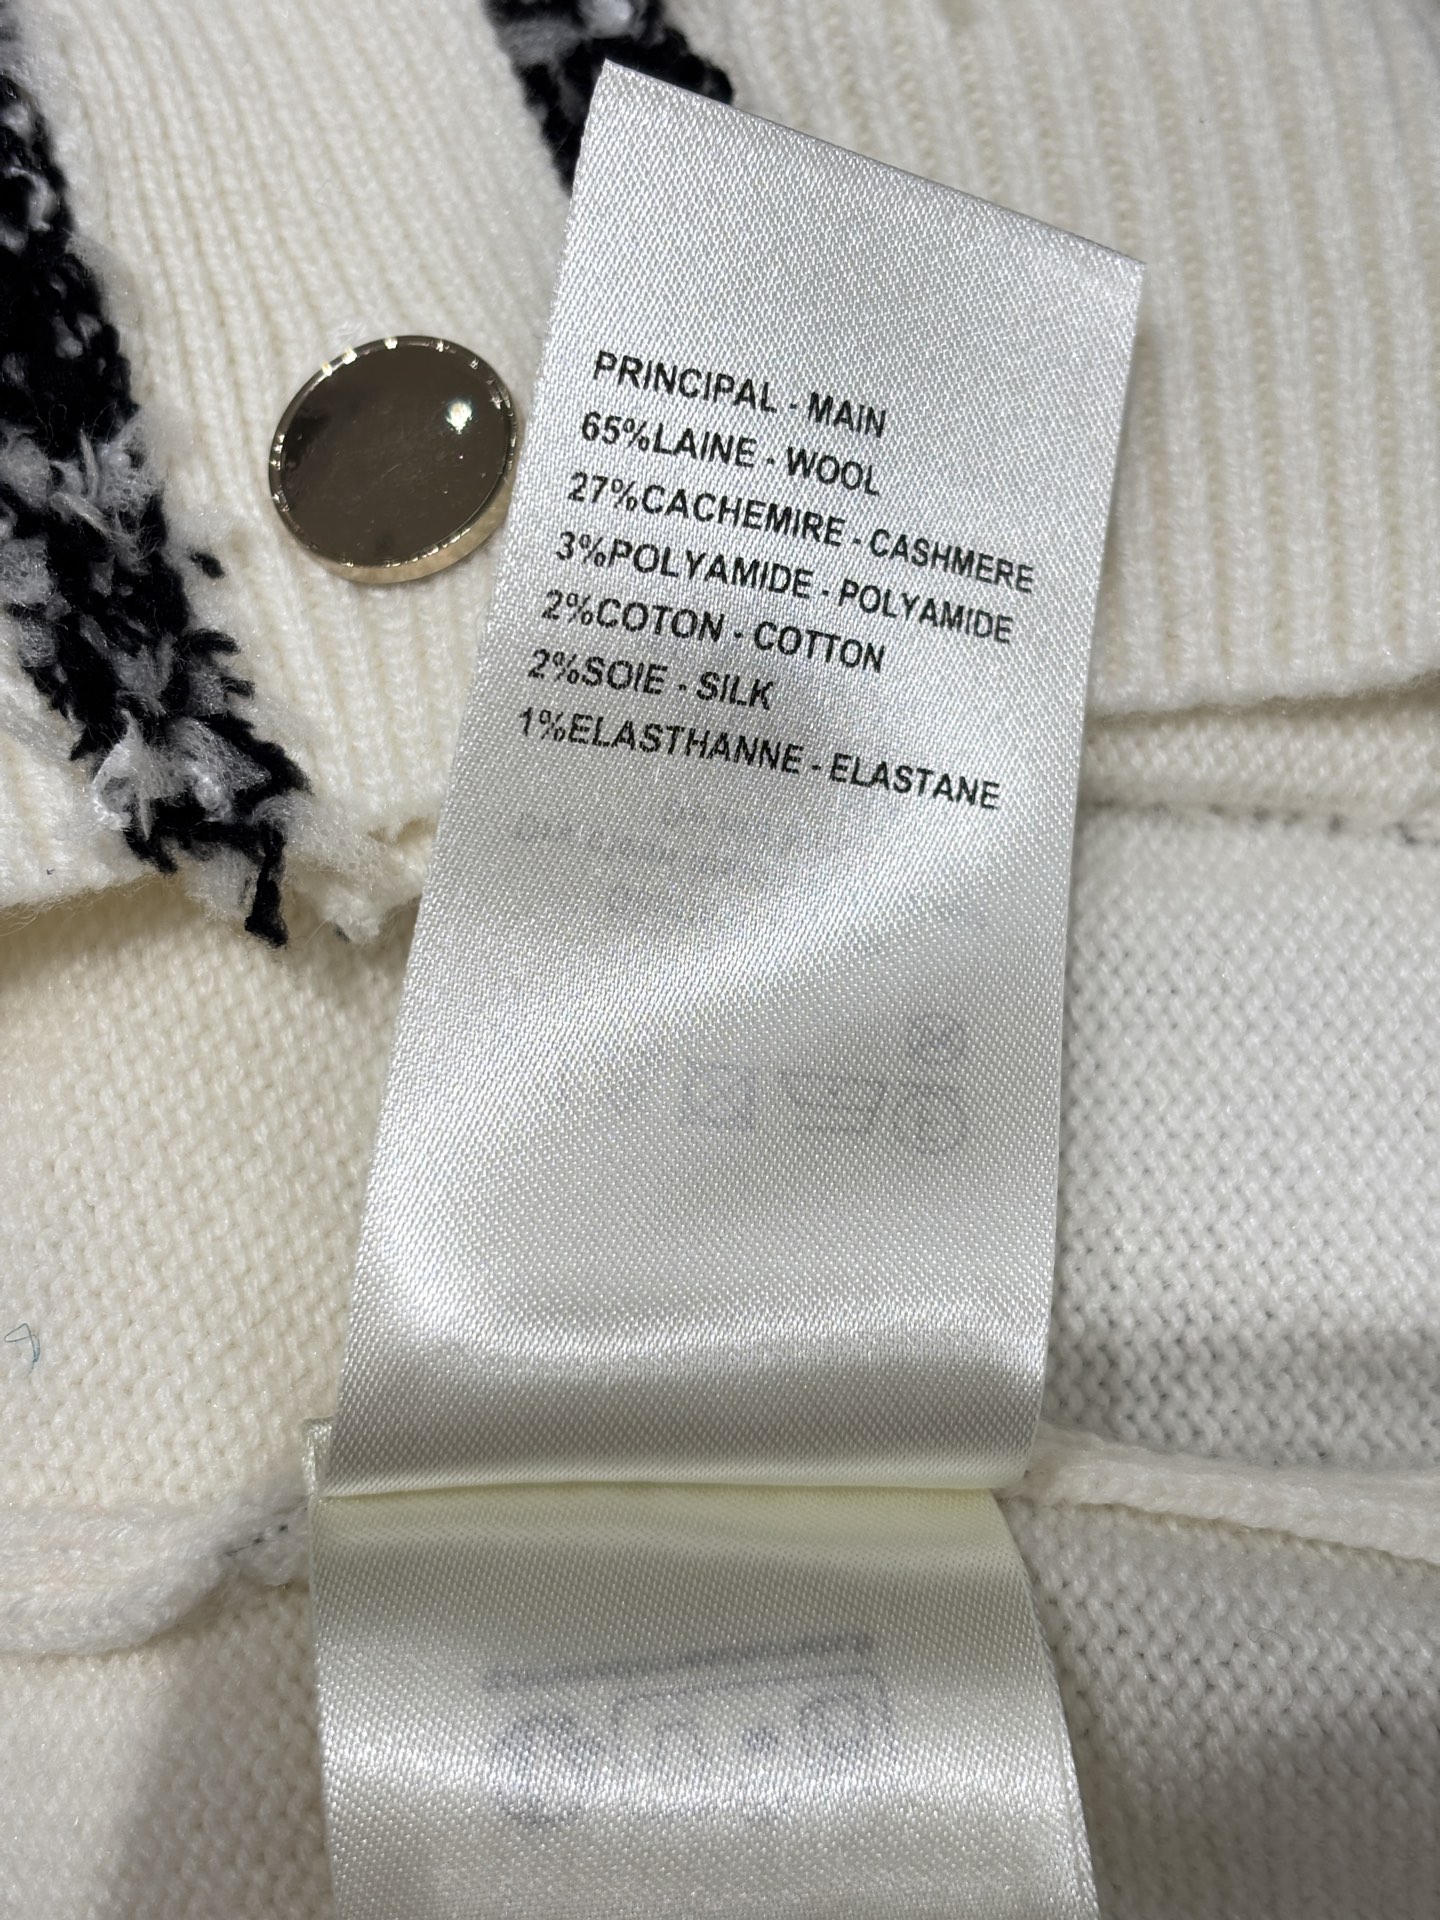 PRINCIPAL - MAIN
65%LAINE - WOOL
27%CACHEMIRE - CASHMERE
3%POLYAMIDE - POLYAMIDE
2%COTON - COTTON
2%SOIE - SILK
1%ELASTHANNE - ELASTANE